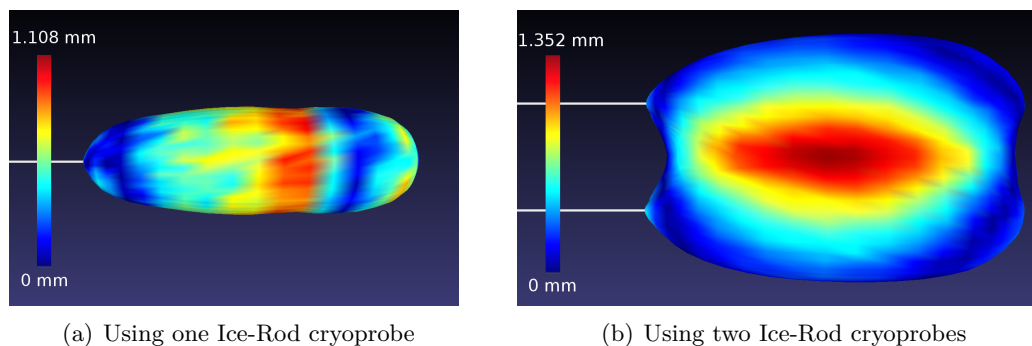 1.108 mm
0 mm
1.352 mm
0 mm
(a) Using one Ice-Rod cryoprobe
(b) Using two Ice-Rod cryoprobes